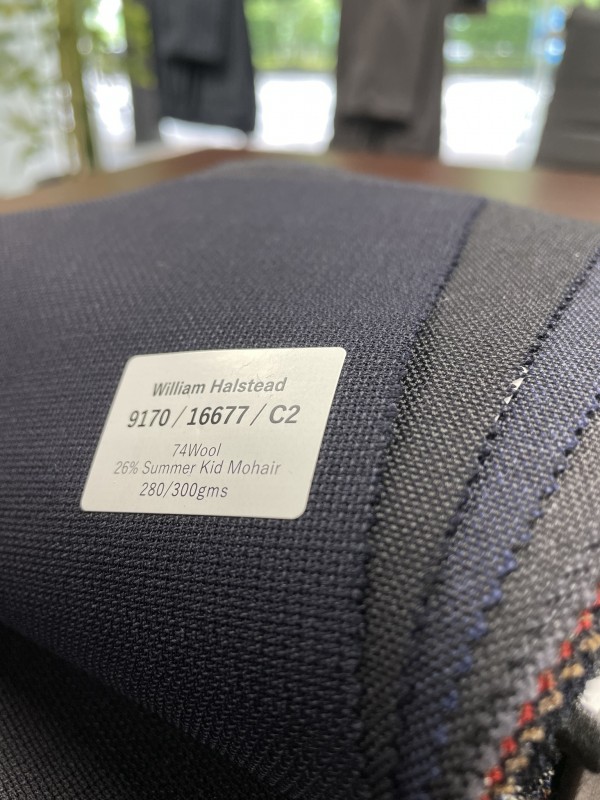 William Halstead
9170 / 16677 / C2
74Wool
26% Summer Kid Mohair
280/300gms